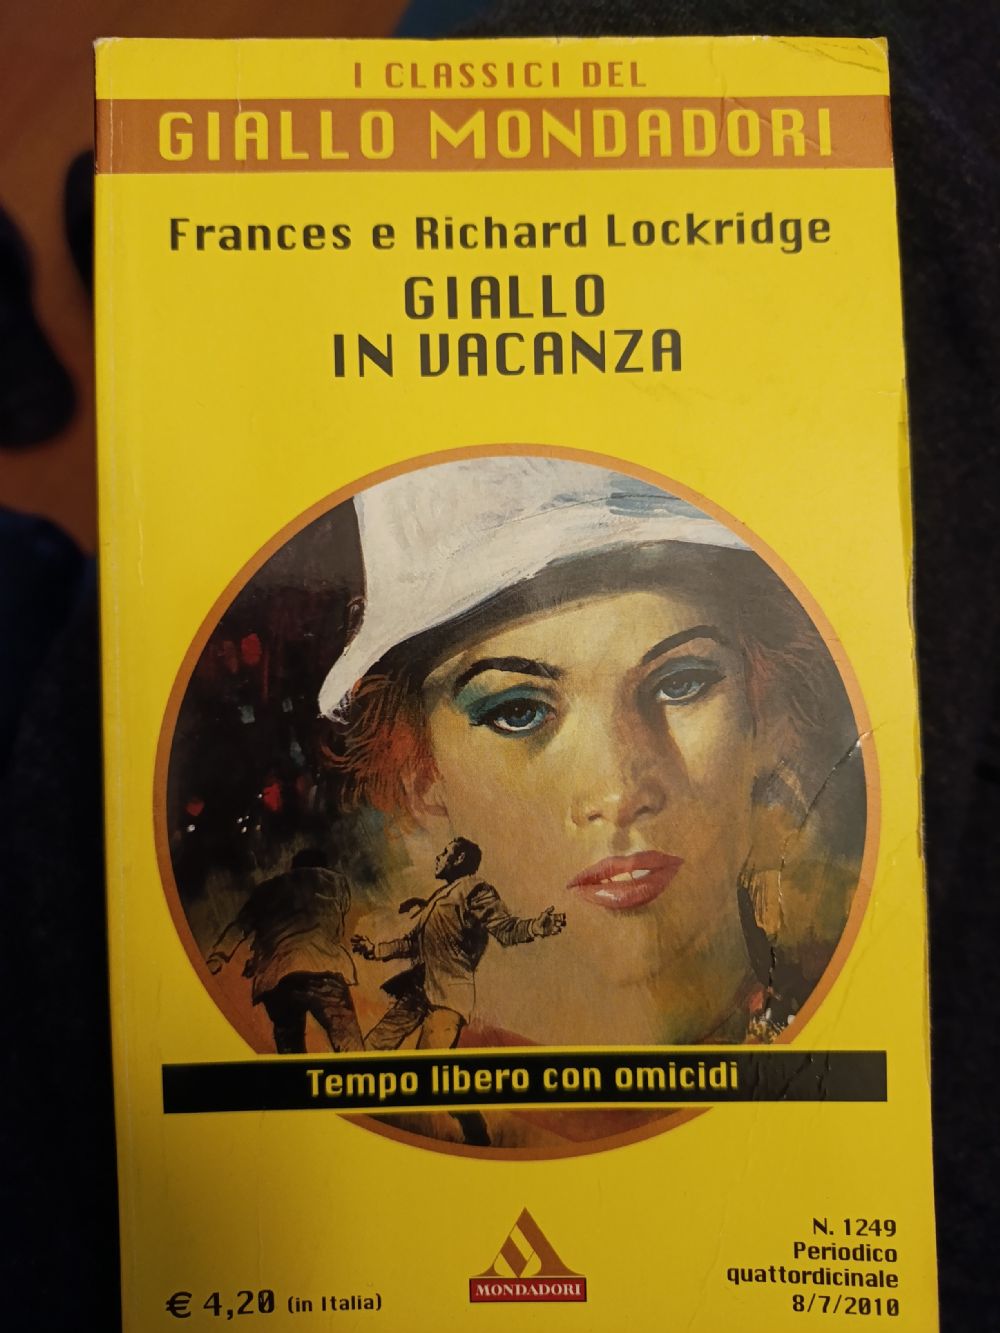 I CLASSICI DEL
GIALLO MONDADORI
Frances e Richard Lockridge
GIALLO
IN VACANZA
Tempo libero con omicidi
MONDADORI
N. 1249
Periodico
quattordicinale
8/7/2010
€ 4,20 (in Italia)